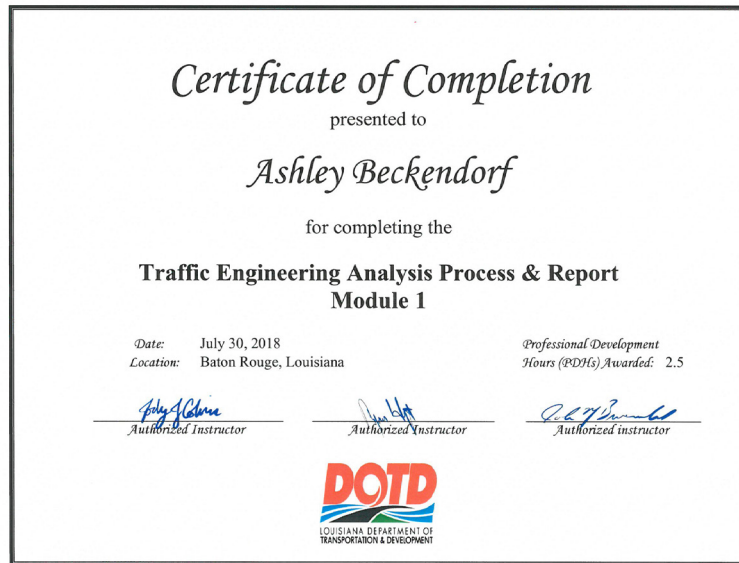 Certificate of Completion
presented to
Ashley Beckendorf
for completing the
Traffic Engineering Analysis Process & Report
Module 1
Date: July 30, 2018
Location: Baton Rouge, Louisiana
Professional Development
Hours (PDHs) Awarded: 2.5
Authorized Instructor
Authorized Instructor
Authorized instructor
DOTD
LOUISIANA DEPARTMENT OF
TRANSPORTATION & DEVELOPMENT